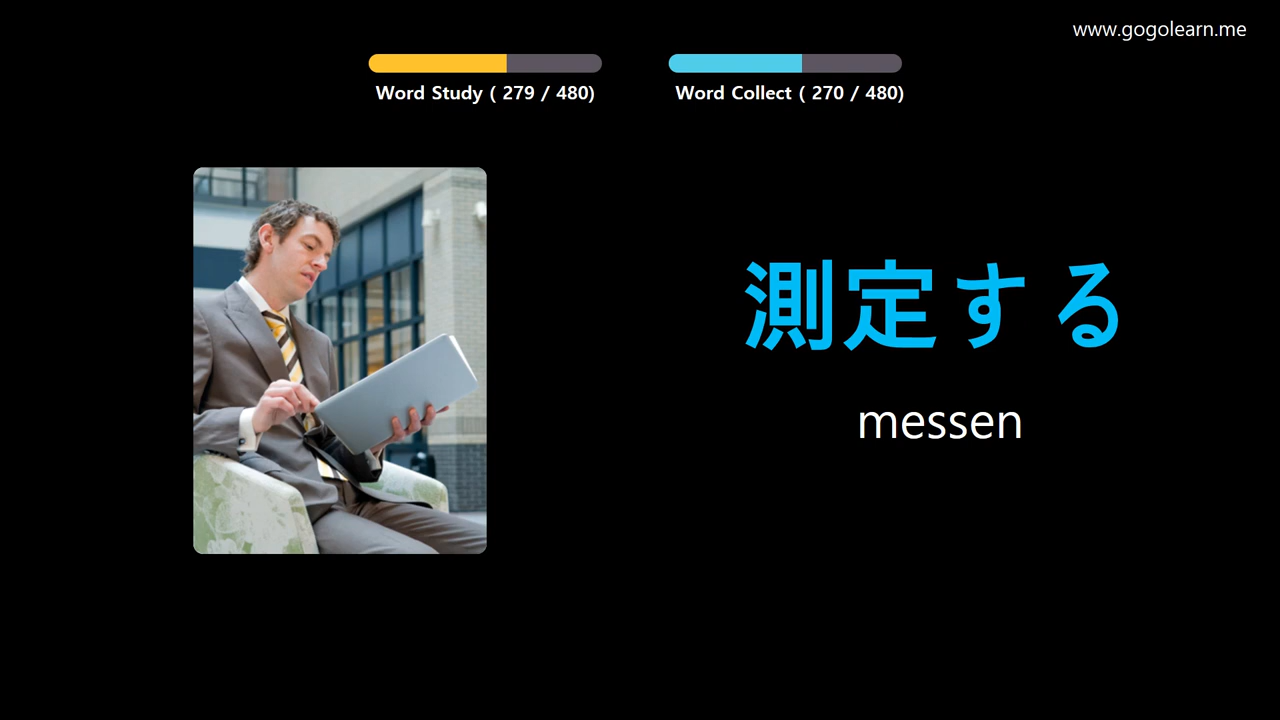 www.gogolearn.me
Word Study ( 279 / 480)
Word Collect ( 270 / 480)
測定する
messen